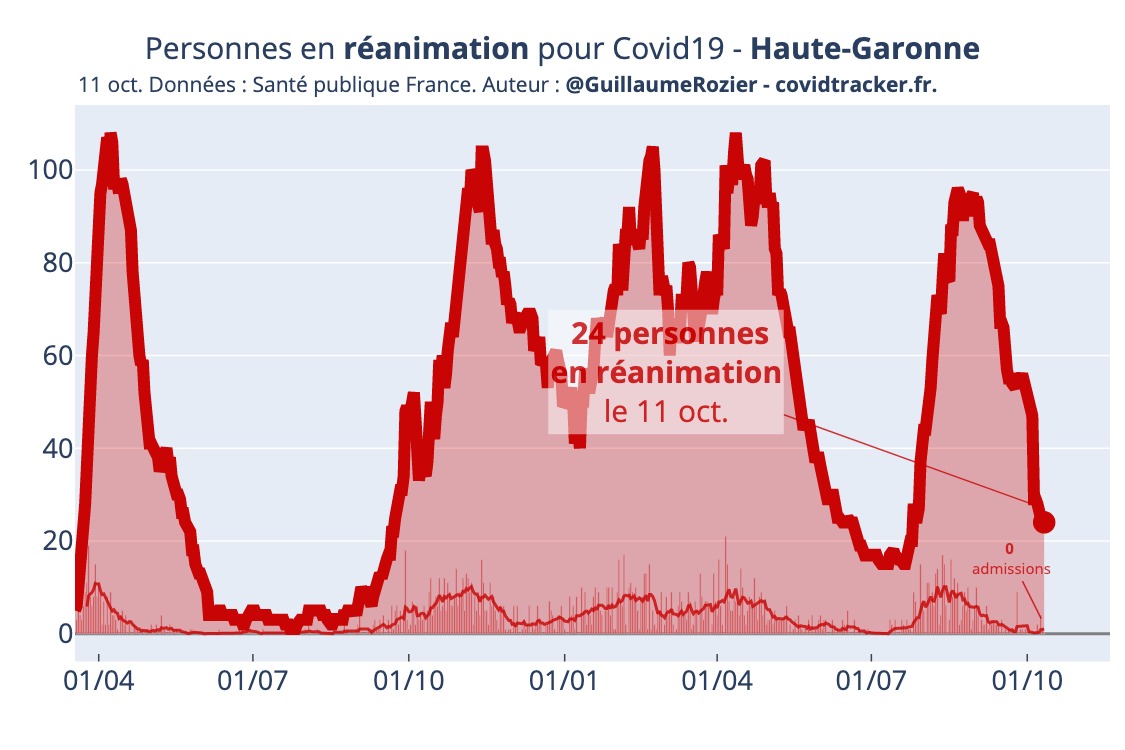 Personnes en réanimation pour Covid19 - Haute-Garonne
11 oct. Données : Santé publique France. Auteur : @GuillaumeRozier - covidtracker.fr.
100
80
60
40
20
0
24 personnes
en réanimation
le 11 oct.
0
admissions
01/04
01/07
01/10
01/01
01/04
01/07
01/10